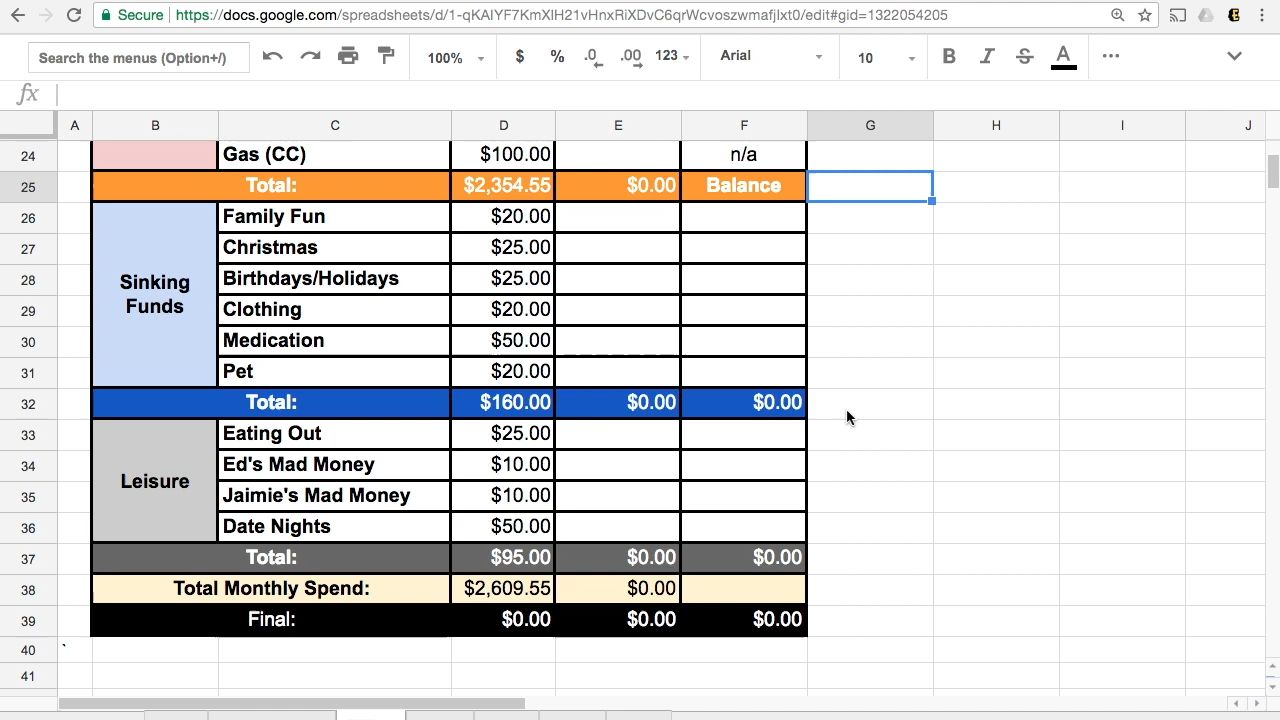 Secure https://docs.google.com/spreadsheets/d/1-qKAIYF7KmXIH21vHnxRiXDvC6qrWcvoszwmafjlxt0/edit#gid=1322054205
Search the menus (Option+/) 100% $ % .0 .00 123 Arial 10 B I S A
fx
A B C D E F G H I J
24 Gas (CC) $100.00 n/a
25 Total: $2,354.55 $0.00 Balance
26 Family Fun $20.00
27 Christmas $25.00
28 Birthdays/Holidays $25.00
Sinking Funds
29 Clothing $20.00
30 Medication $50.00
31 Pet $20.00
32 Total: $160.00 $0.00 $0.00
33 Eating Out $25.00
34 Ed's Mad Money $10.00
Leisure
35 Jaimie's Mad Money $10.00
36 Date Nights $50.00
37 Total: $95.00 $0.00 $0.00
38 Total Monthly Spend: $2,609.55 $0.00
39 Final: $0.00 $0.00 $0.00
40 `
41